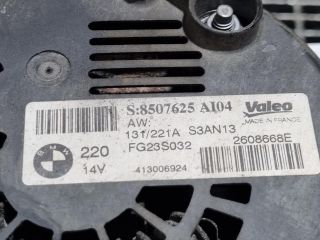 S:8507625 AI04 Valeo
AW: MADE IN FRANCE
131/221A S3AN13
220 FG23S032 2608668E
14V 413006924